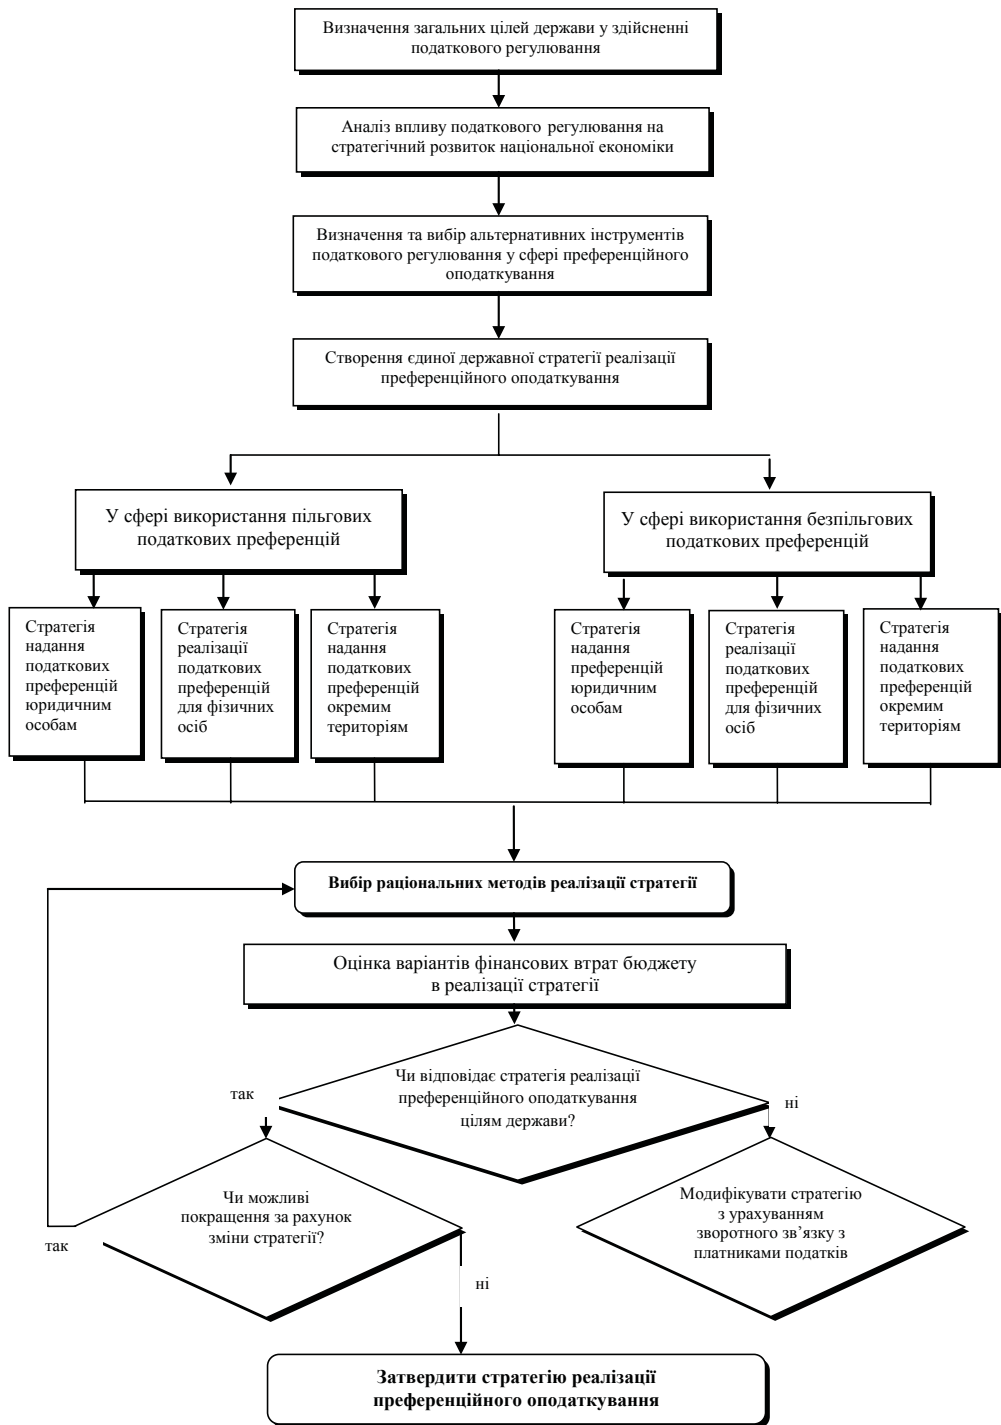 Визначення загальних цілей держави у здійсненні
податкового регулювання
Аналіз впливу податкового регулювання на
стратегічний розвиток національної економіки
Визначення та вибір альтернативних інструментів
податкового регулювання у сфері преференційного
оподаткування
Створення єдиної державної стратегії реалізації
преференційного оподаткування
У сфері використання пільгових
податкових преференцій
У сфері використання безпільгових
податкових преференцій
Стратегія
надання
податкових
преференцій
юридичним
особам
Стратегія
реалізації
податкових
преференцій
для фізичних
осіб
Стратегія
надання
податкових
преференцій
окремим
територіям
Стратегія
надання
преференцій
юридичним
особам
Стратегія
реалізації
податкових
преференцій
для фізичних
осіб
Стратегія
надання
податкових
преференцій
окремим
територіям
Вибір раціональних методів реалізації стратегії
Оцінка варіантів фінансових втрат бюджету
в реалізації стратегії
Чи відповідає стратегія реалізації
преференційного оподаткування
цілям держави?
так
ні
Чи можливі
покращення за рахунок
зміни стратегії?
так
ні
Модифікувати стратегію
з урахуванням
зворотного зв’язку з
платниками податків
Затвердити стратегію реалізації
преференційного оподаткування